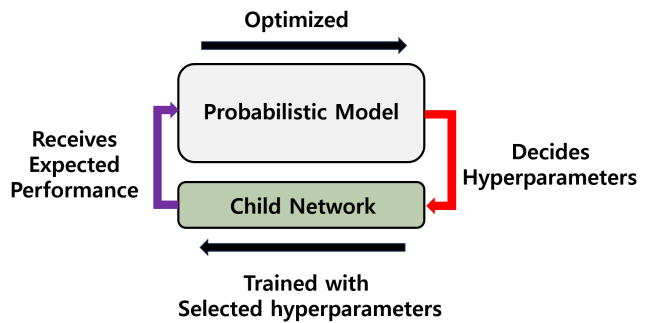 Optimized
Probabilistic Model
Receives
Expected
Performance
Decides
Hyperparameters
Child Network
Trained with
Selected hyperparameters